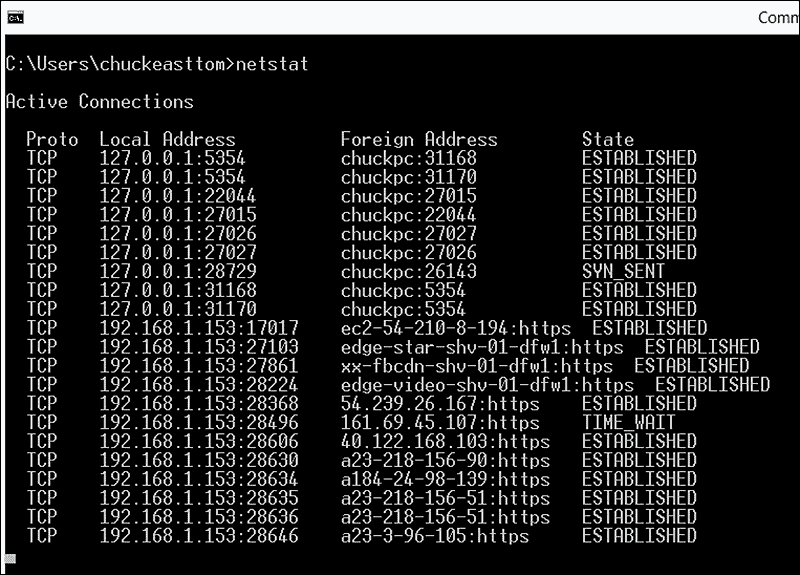 C:\.
Comm
C:\Users\chuckeasttom>netstat
Active Connections
Proto Local Address Foreign Address State
TCP 127.0.0.1:5354 chuckpc:31168 ESTABLISHED
TCP 127.0.0.1:5354 chuckpc:31170 ESTABLISHED
TCP 127.0.0.1:22044 chuckpc:27015 ESTABLISHED
TCP 127.0.0.1:27015 chuckpc:22044 ESTABLISHED
TCP 127.0.0.1:27026 chuckpc:27027 ESTABLISHED
TCP 127.0.0.1:27027 chuckpc:27026 ESTABLISHED
TCP 127.0.0.1:28729 chuckpc:26143 SYN_SENT
TCP 127.0.0.1:31168 chuckpc:5354 ESTABLISHED
TCP 127.0.0.1:31170 chuckpc:5354 ESTABLISHED
TCP 192.168.1.153:17017 ec2-54-210-8-194:https ESTABLISHED
TCP 192.168.1.153:27103 edge-star-shv-01-dfw1:https ESTABLISHED
TCP 192.168.1.153:27861 xx-fbcdn-shv-01-dfw1:https ESTABLISHED
TCP 192.168.1.153:28224 edge-video-shv-01-dfw1:https ESTABLISHED
TCP 192.168.1.153:28368 54.239.26.167:https ESTABLISHED
TCP 192.168.1.153:28496 161.69.45.107:https TIME_WAIT
TCP 192.168.1.153:28606 40.122.168.103:https ESTABLISHED
TCP 192.168.1.153:28630 a23-218-156-90:https ESTABLISHED
TCP 192.168.1.153:28634 a184-24-98-139:https ESTABLISHED
TCP 192.168.1.153:28635 a23-218-156-51:https ESTABLISHED
TCP 192.168.1.153:28636 a23-218-156-51:https ESTABLISHED
TCP 192.168.1.153:28646 a23-3-96-105:https ESTABLISHED